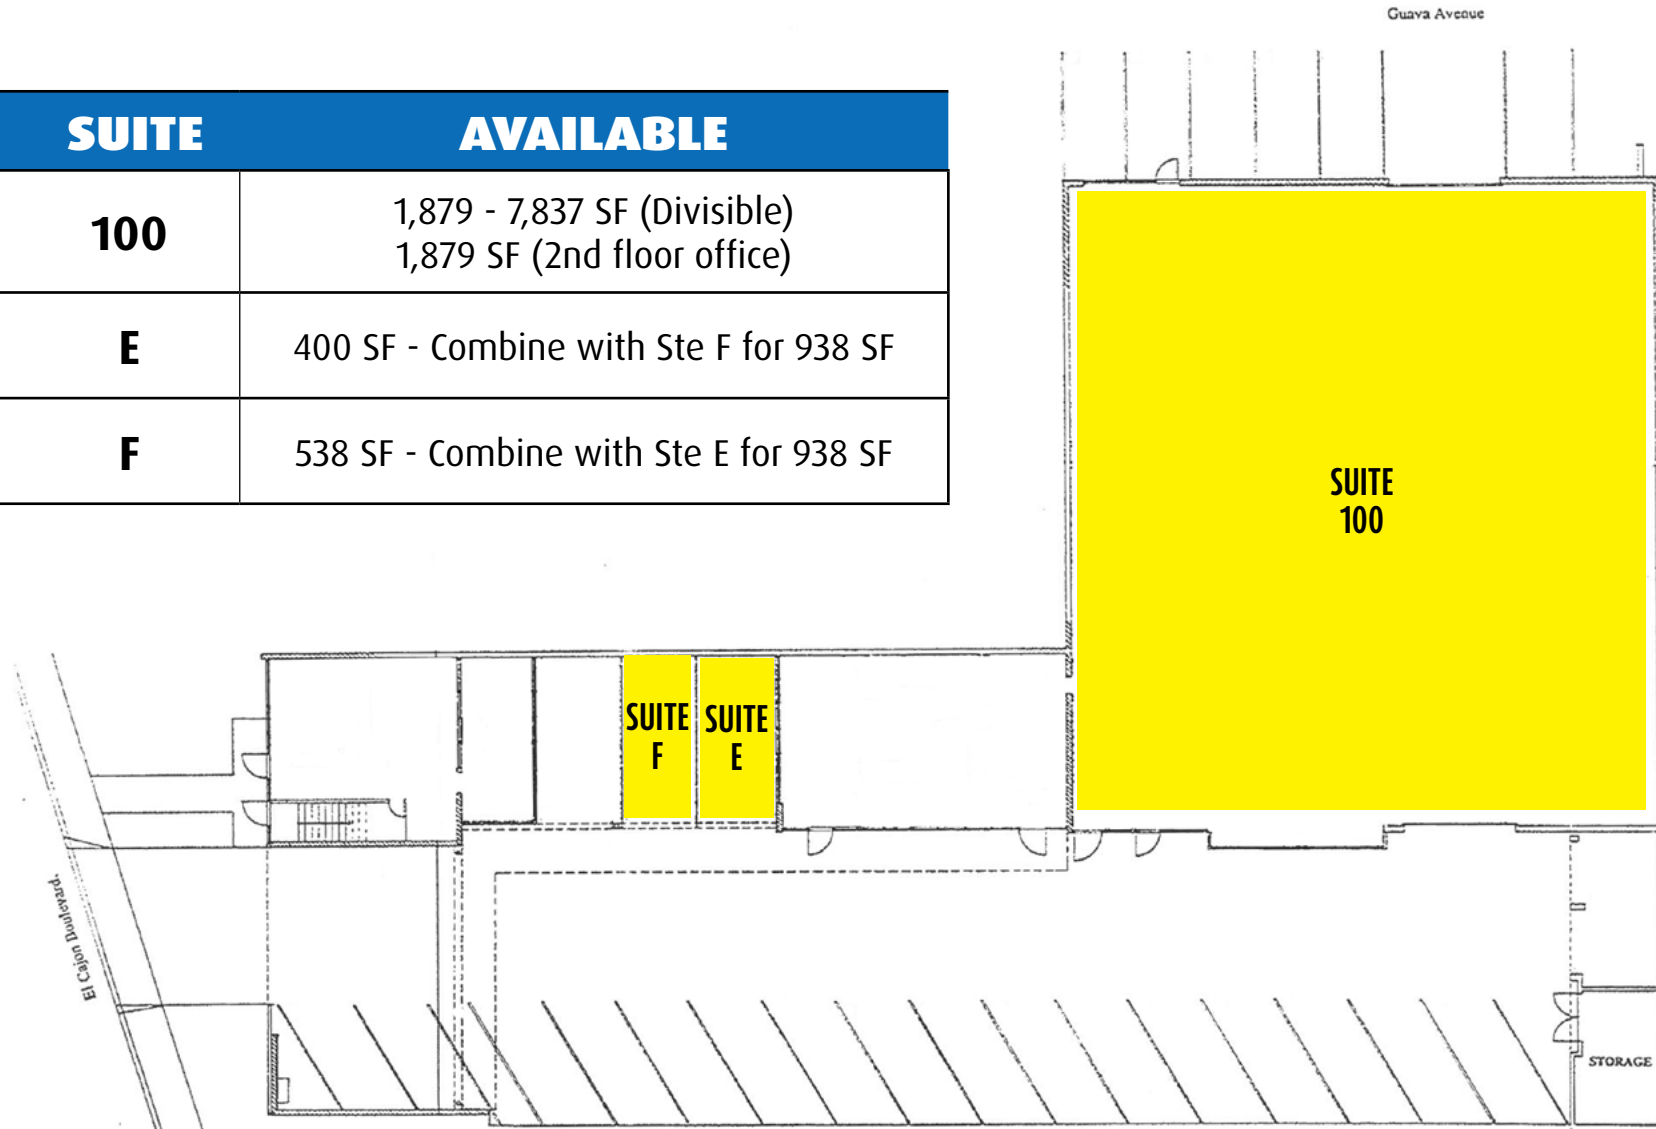 Guava Avenue
SUITE AVAILABLE
100
1,879 - 7,837 SF (Divisible)
1,879 SF (2nd floor office)
E 400 SF - Combine with Ste F for 938 SF
F 538 SF - Combine with Ste E for 938 SF
SUITE
100
SUITE
F
SUITE
E
El Cajon Boulevard.
STORAGE